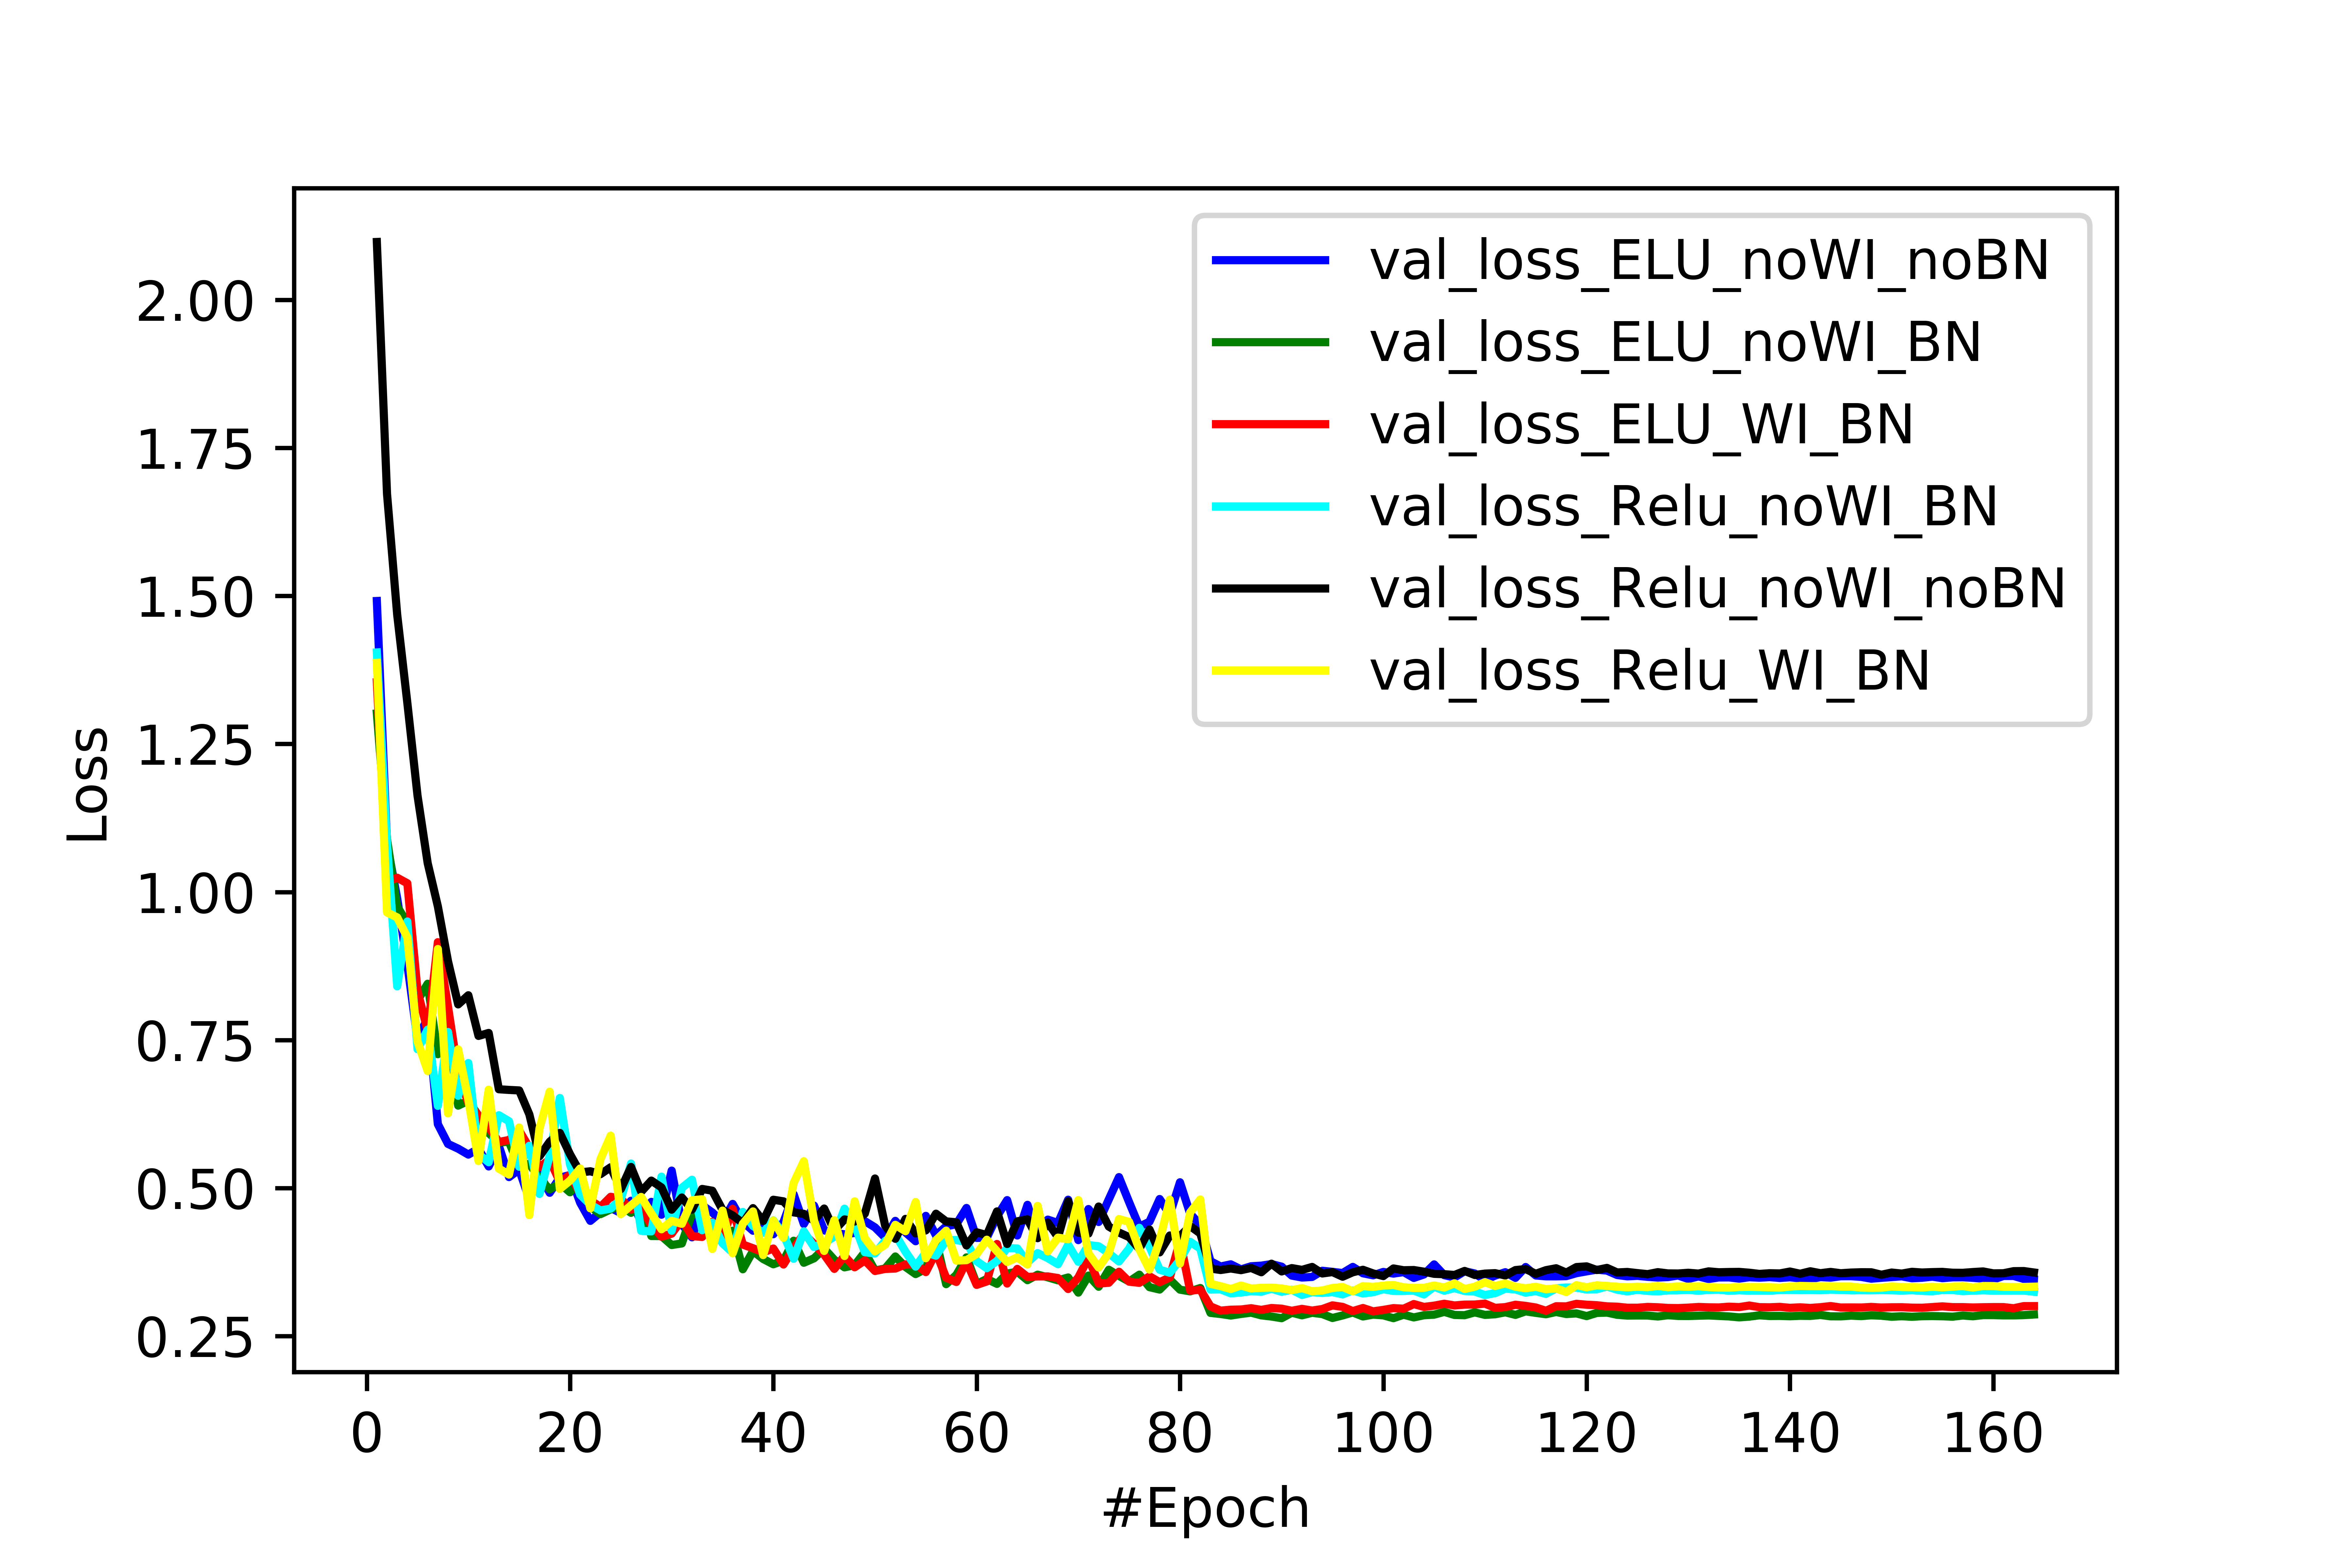 val_loss_ELU_noWI_noBN
val_loss_ELU_noWI_BN
val_loss_ELU_WI_BN
val_loss_Relu_noWI_BN
val_loss_Relu_noWI_noBN
val_loss_Relu_WI_BN
2.00
1.75
1.50
1.25
1.00
0.75
0.50
0.25
Loss
0 20 40 60 80 100 120 140 160
#Epoch